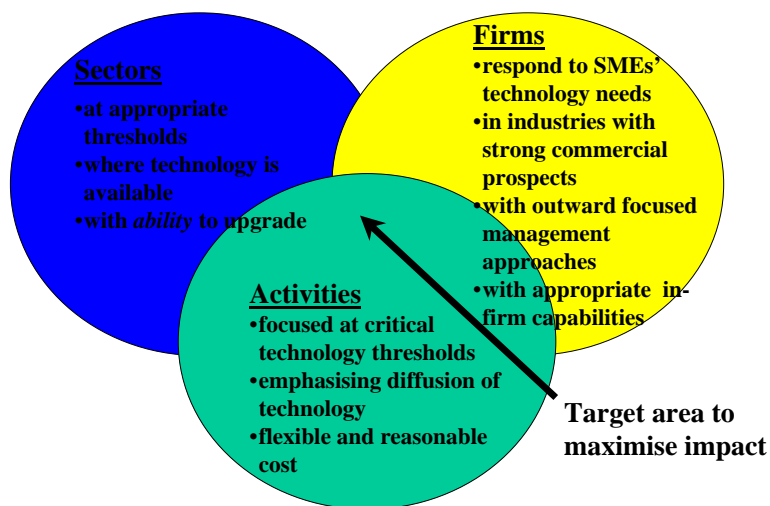 Sectors
•at appropriate
thresholds
•where technology is
available
•with ability to upgrade
Firms
•respond to SMEs’
technology needs
•in industries with
strong commercial
prospects
•with outward focused
management
approaches
•with appropriate in-
firm capabilities
Activities
•focused at critical
technology thresholds
•emphasising diffusion of
technology
•flexible and reasonable
cost
Target area to
maximise impact